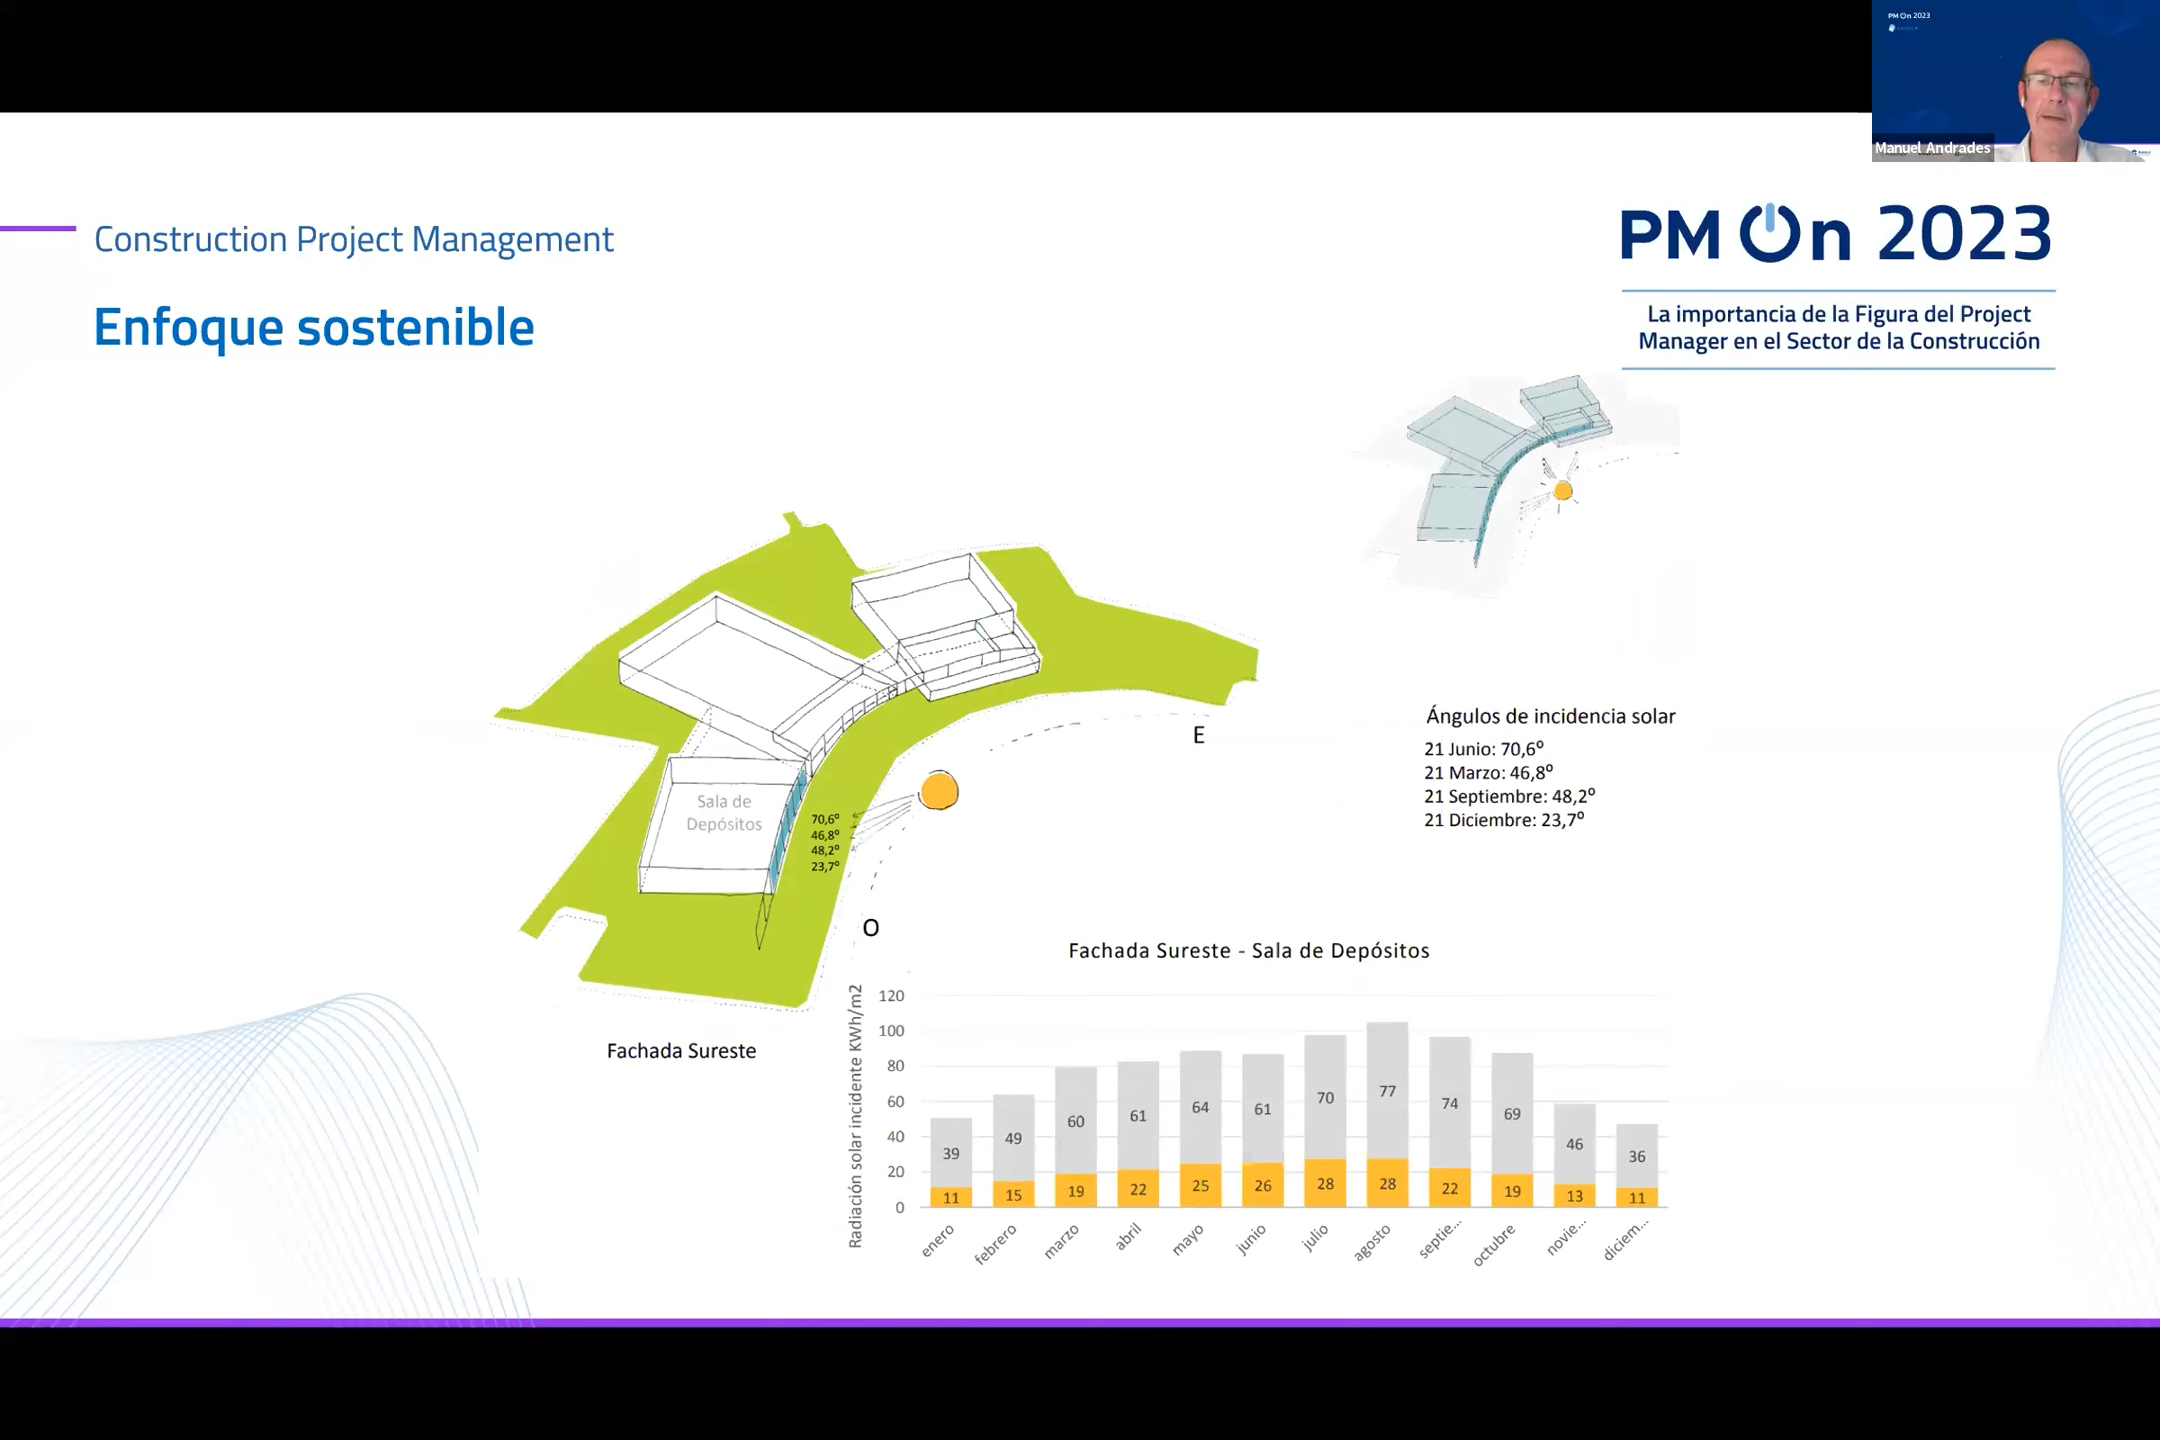 PM On 2023
Manuel Andrades
Construction Project Management
Enfoque sostenible
PM On 2023
La importancia de la Figura del Project
Manager en el Sector de la Construcción
E
Sala de
Depósitos
70,6º
46,8º
48,2º
23,7º
O
Fachada Sureste
Ángulos de incidencia solar
21 Junio: 70,6º
21 Marzo: 46,8º
21 Septiembre: 48,2º
21 Diciembre: 23,7º
Fachada Sureste - Sala de Depósitos
Radiación solar incidente KWh/m2
120
100
80
60
40
20
0
39 49 60 61 64 61 70 77 74 69 46 36
11 15 19 22 25 26 28 28 22 19 13 11
enero febrero marzo abril mayo junio julio agosto septie... octubre novie... diciem...